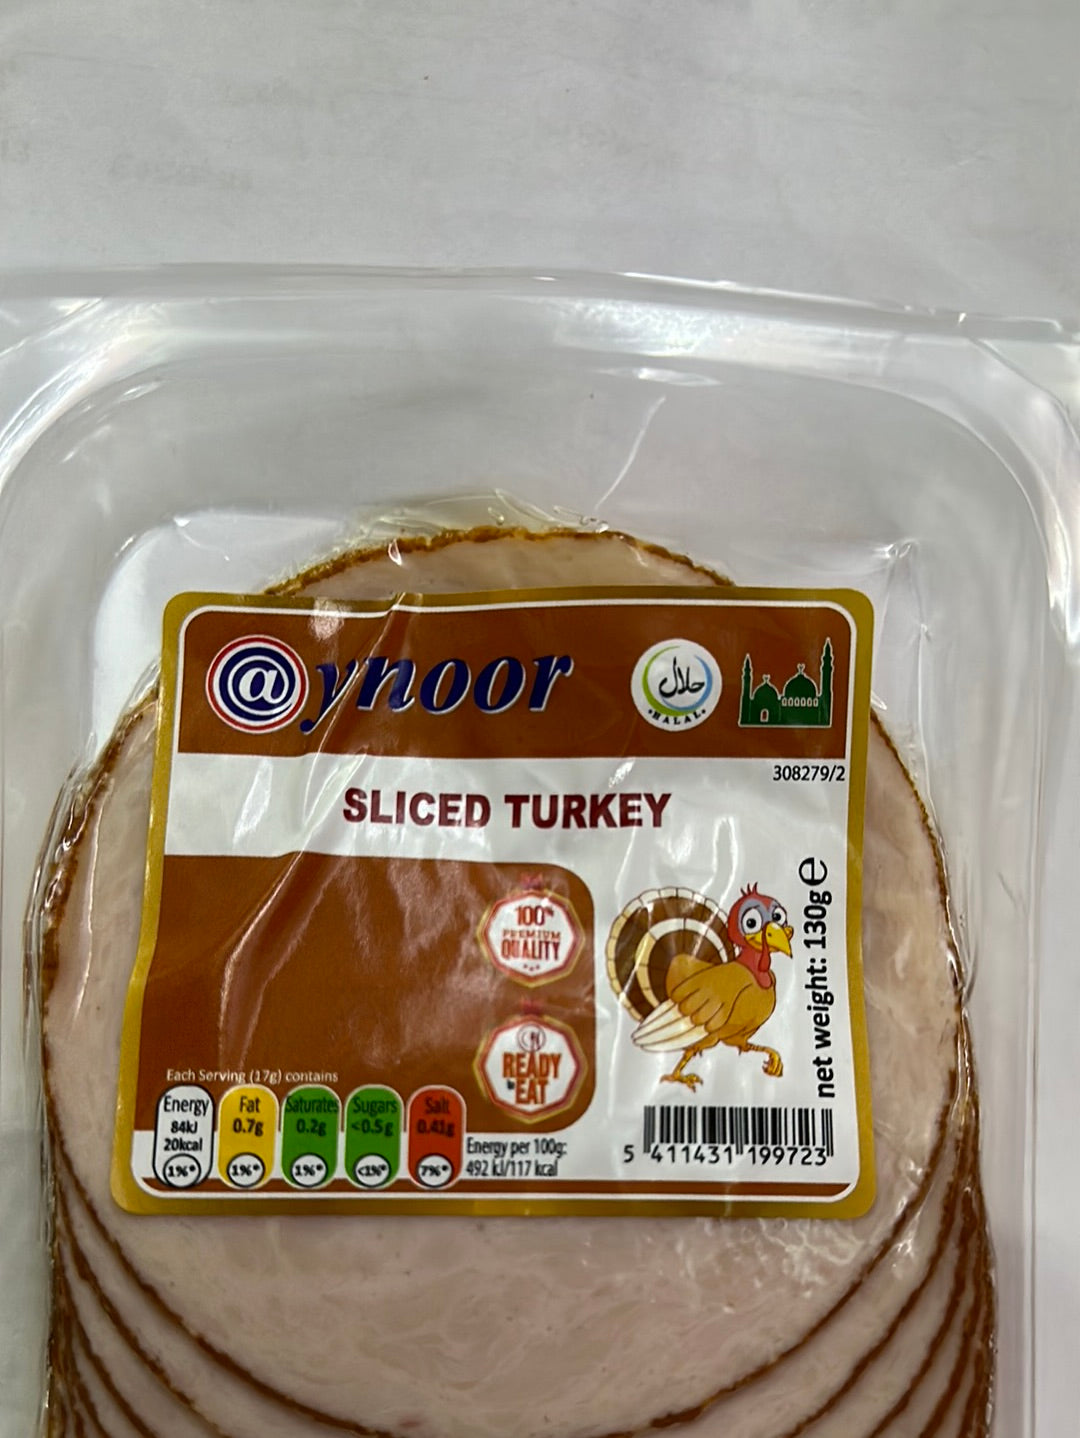 @ynoor
حلال
HALAL
308279/2
SLICED TURKEY
100%
PREMIUM
QUALITY
READY
to
EAT
net weight: 130g ℮
Each Serving (17g) contains
Energy
84kJ
20kcal
1%*
Fat
0.7g
1%*
Saturates
0.2g
1%*
Sugars
<0.5g
<1%*
Salt
0.41g
7%*
Energy per 100g:
492 kJ/117 kcal
5 411431 199723